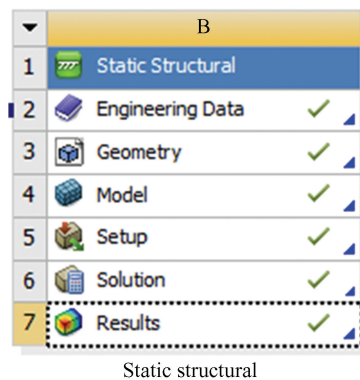 B
1 Static Structural
2 Engineering Data
3 Geometry
4 Model
5 Setup
6 Solution
7 Results
Static structural